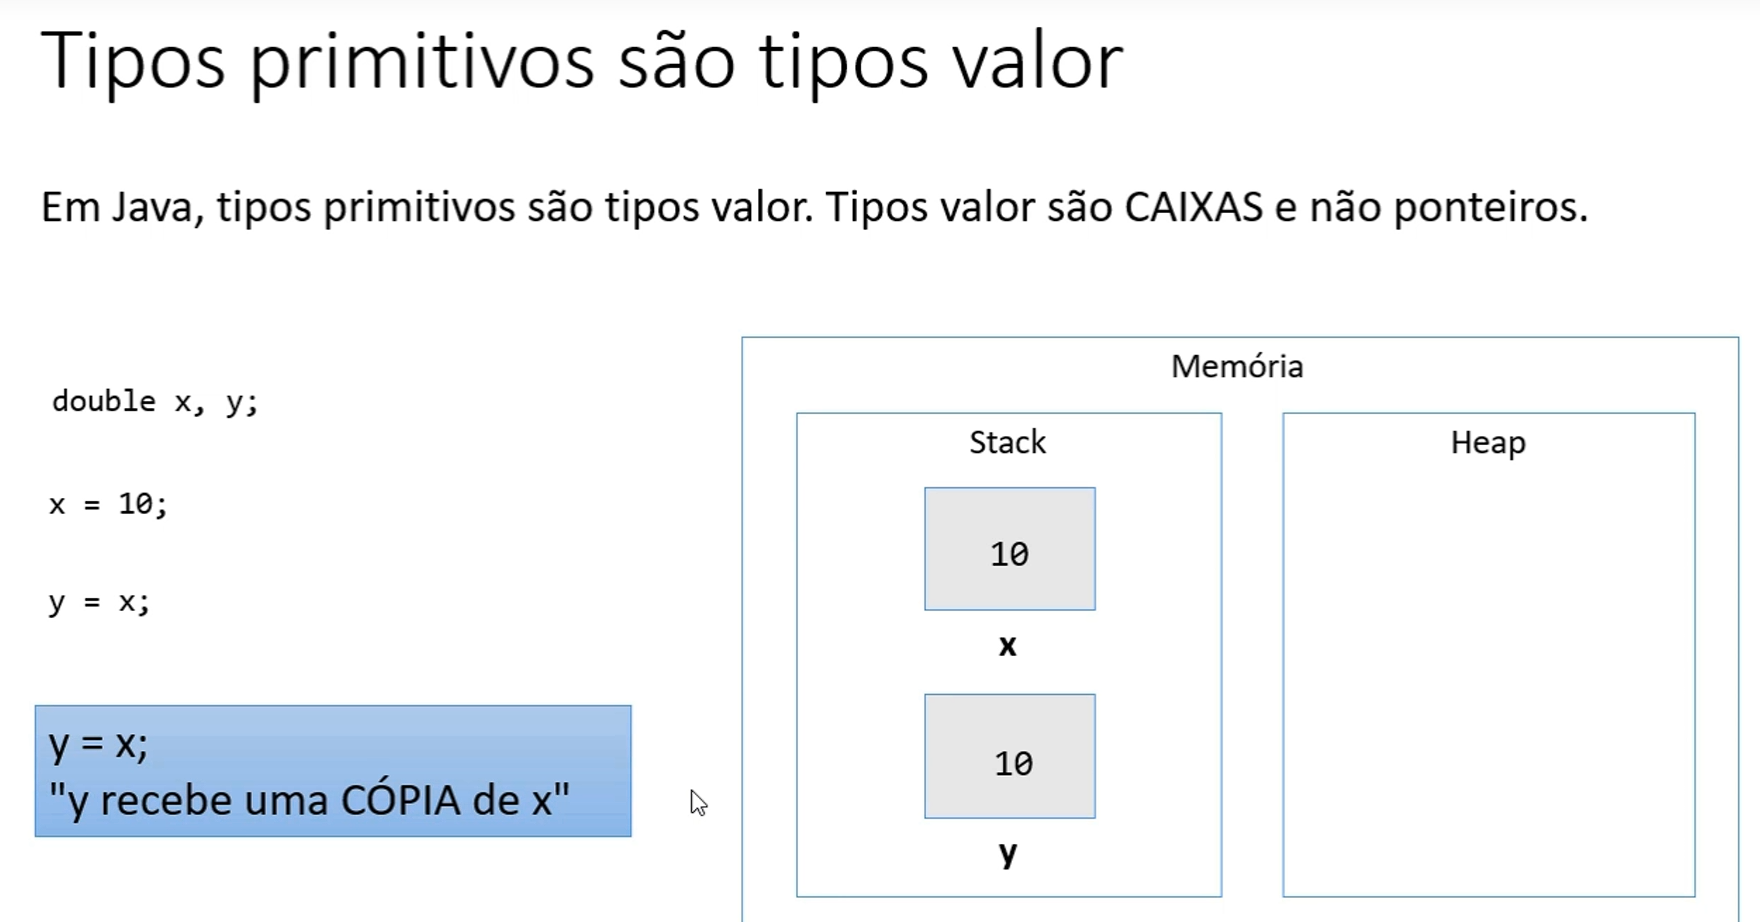 Tipos primitivos são tipos valor
Em Java, tipos primitivos são tipos valor. Tipos valor são CAIXAS e não ponteiros.
double x, y;
x = 10;
y = x;
y = x;
"y recebe uma CÓPIA de x"
Memória
Stack
10
x
10
y
Heap